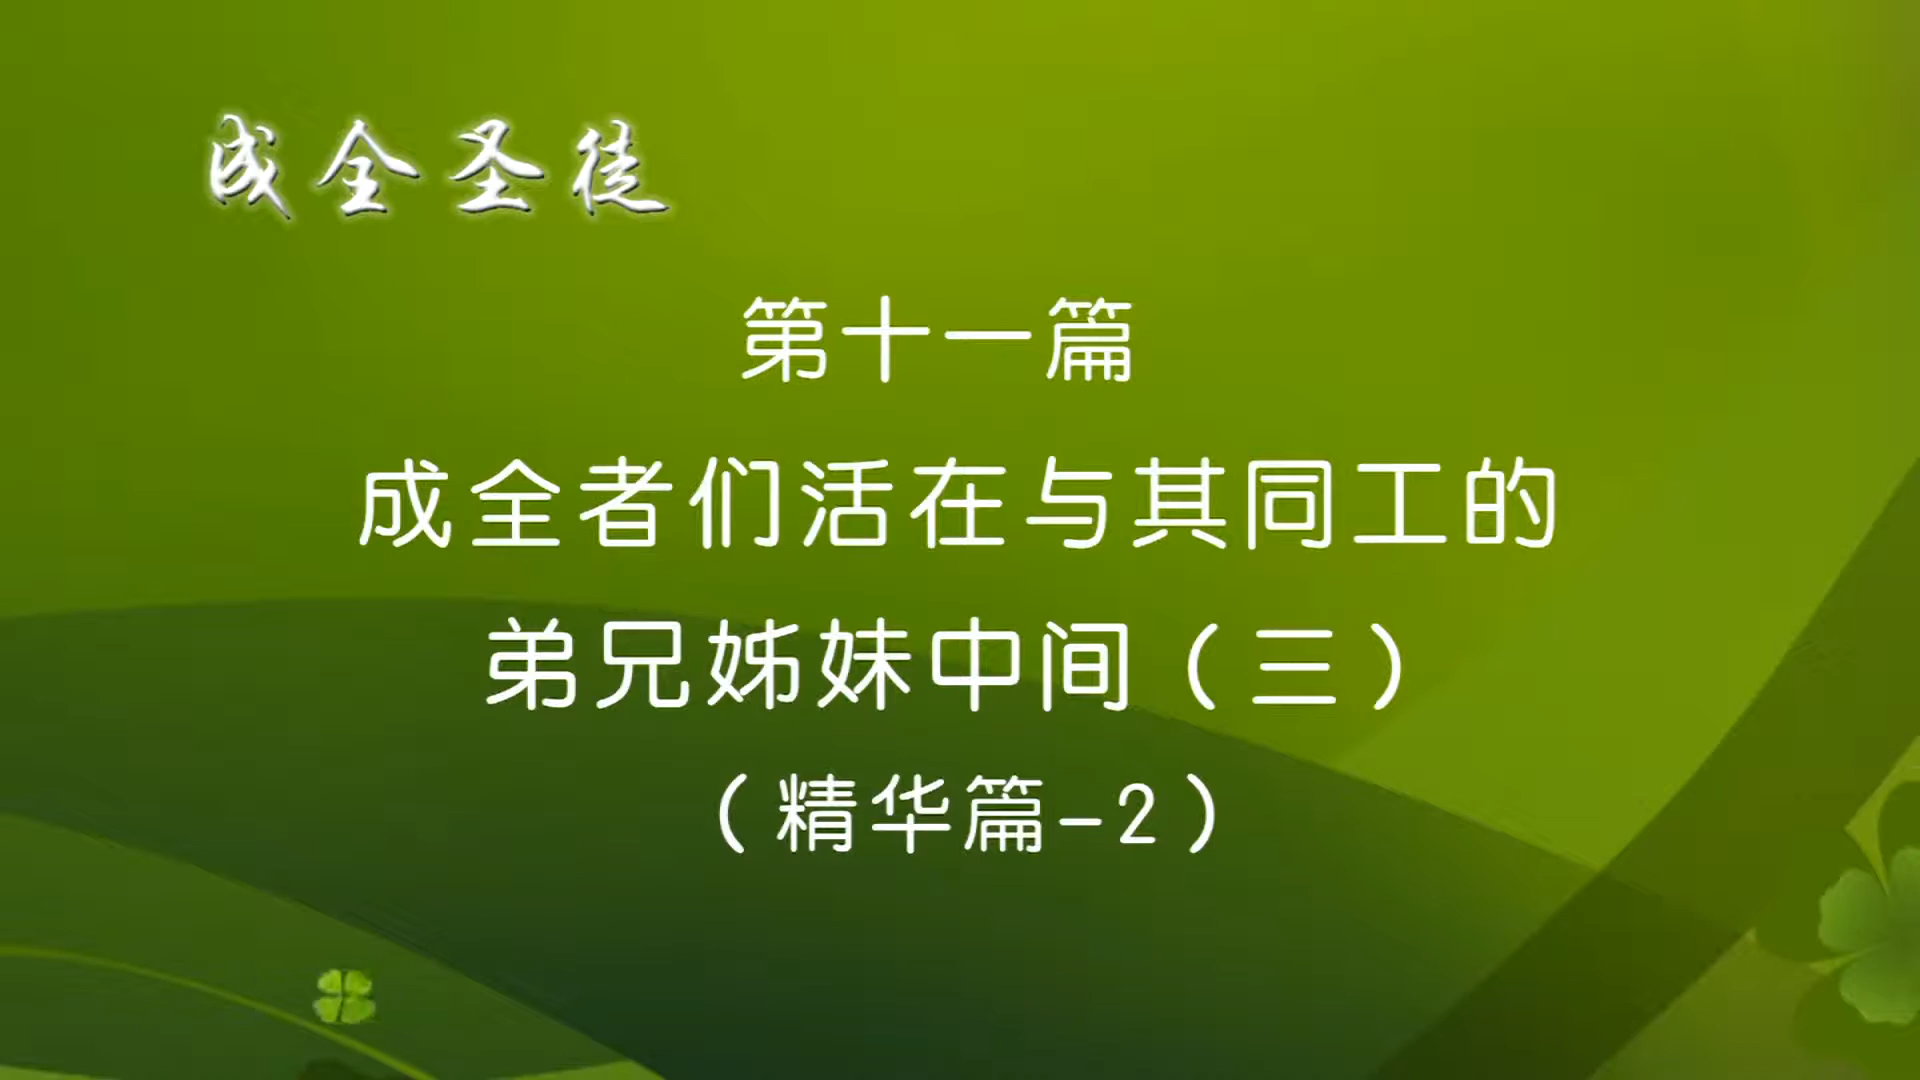 成全圣徒
第十一篇
成全者们活在与其同工的
弟兄姊妹中间（三）
（精华篇-2）